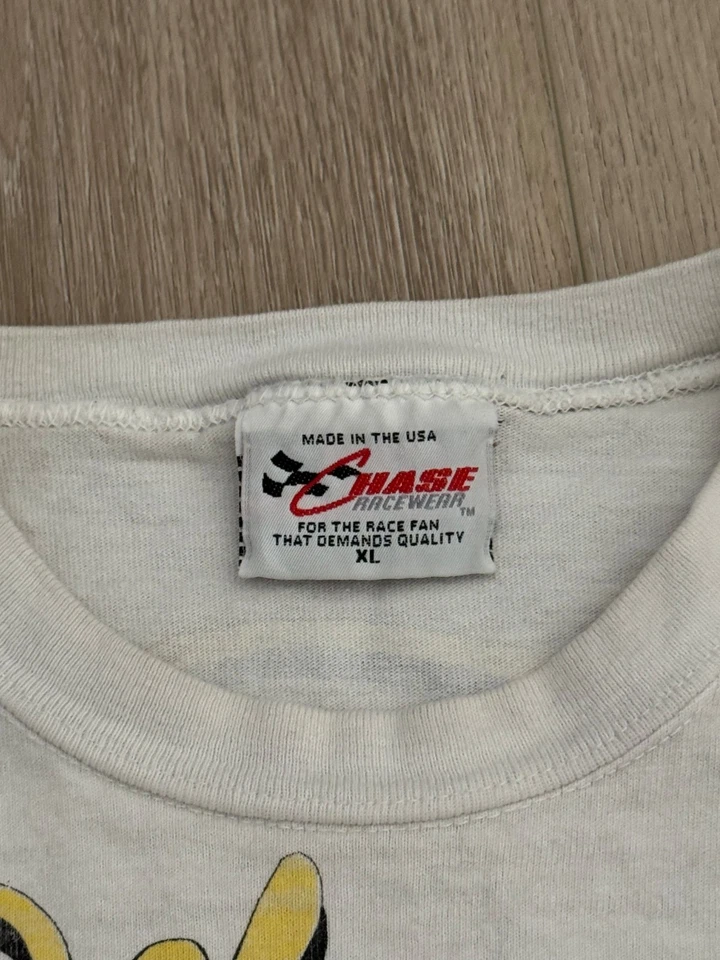 MADE IN THE USA
CHASE
RACEWEAR TM
FOR THE RACE FAN
THAT DEMANDS QUALITY
XL